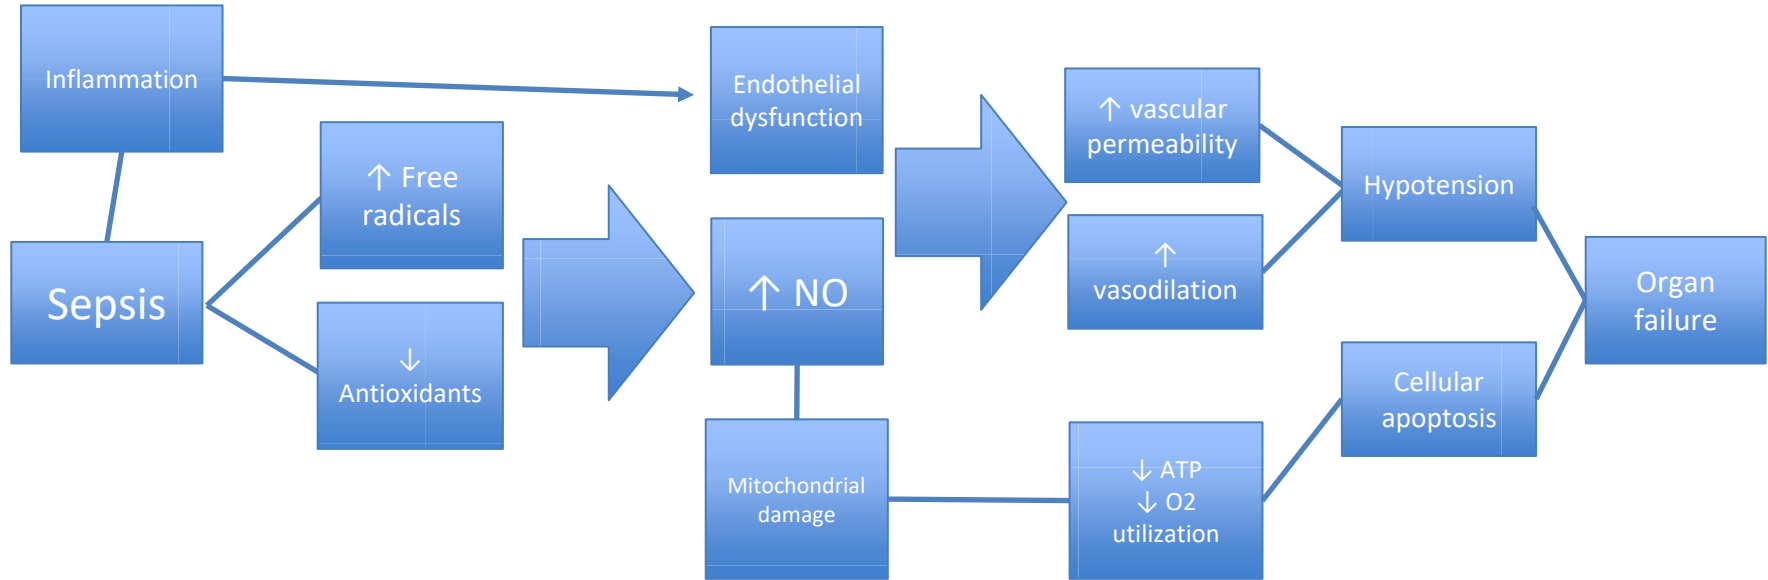 Inflammation
Sepsis
↑ Free
radicals
↓
Antioxidants
Endothelial
dysfunction
↑ NO
Mitochondrial
damage
↑ vascular
permeability
↑
vasodilation
↓ ATP
↓ O2
utilization
Hypotension
Cellular
apoptosis
Organ
failure